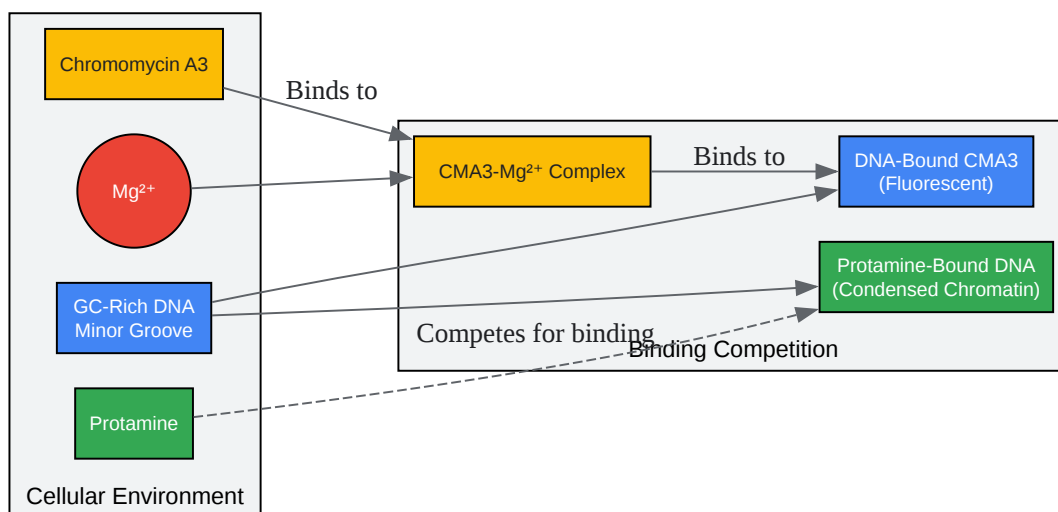 Chromomycin A3
Binds to
Mg²⁺
CMA3-Mg²⁺ Complex
Binds to
DNA-Bound CMA3
(Fluorescent)
GC-Rich DNA
Minor Groove
Protamine-Bound DNA
(Condensed Chromatin)
Competes for binding
Binding Competition
Protamine
Cellular Environment